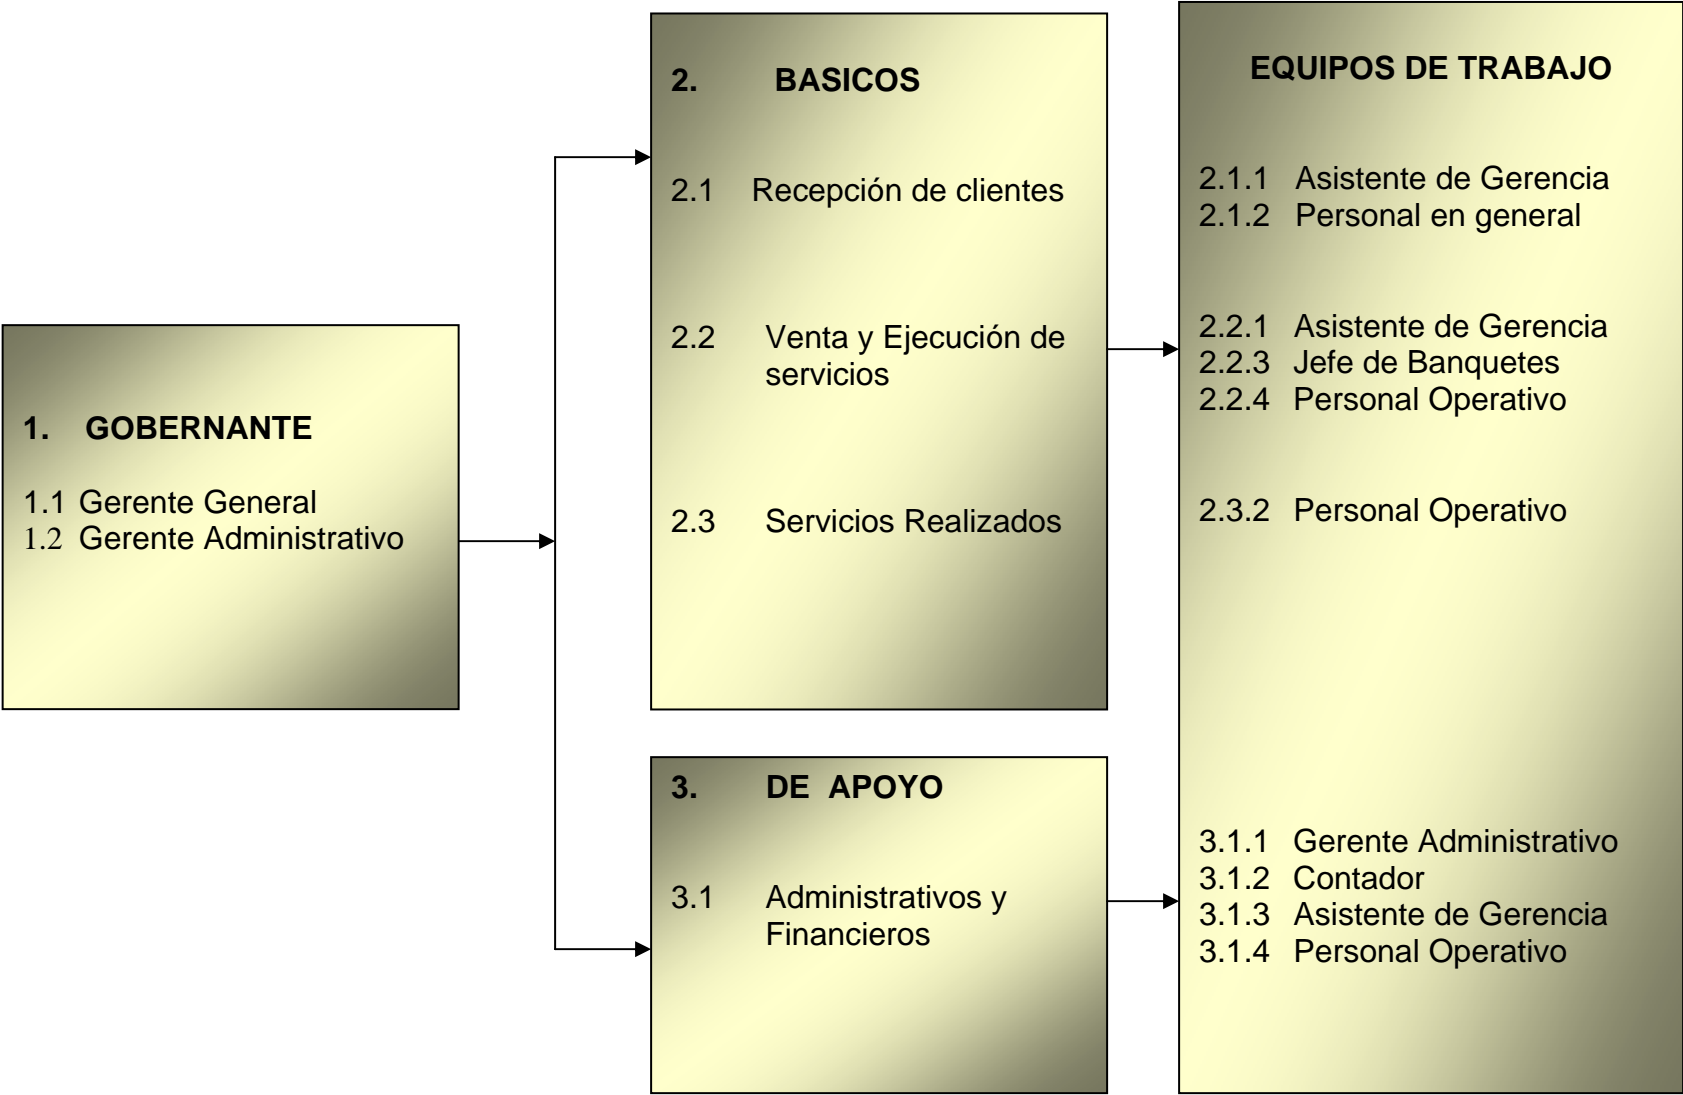 1. GOBERNANTE
1.1 Gerente General
1.2 Gerente Administrativo
2. BASICOS
2.1 Recepción de clientes
2.2 Venta y Ejecución de
servicios
2.3 Servicios Realizados
3. DE APOYO
3.1 Administrativos y
Financieros
EQUIPOS DE TRABAJO
2.1.1 Asistente de Gerencia
2.1.2 Personal en general
2.2.1 Asistente de Gerencia
2.2.3 Jefe de Banquetes
2.2.4 Personal Operativo
2.3.2 Personal Operativo
3.1.1 Gerente Administrativo
3.1.2 Contador
3.1.3 Asistente de Gerencia
3.1.4 Personal Operativo